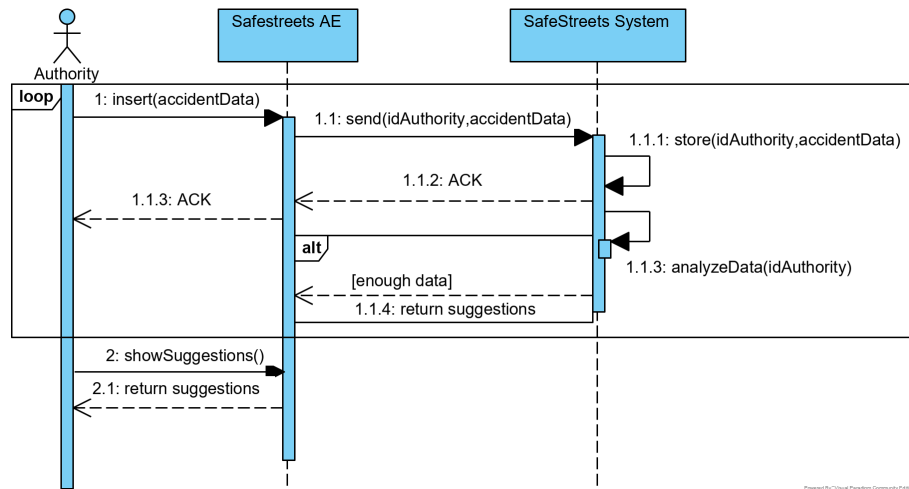 Safestreets AE
SafeStreets System
Authority
loop
1: insert(accidentData)
1.1: send(idAuthority,accidentData)
1.1.1: store(idAuthority,accidentData)
1.1.2: ACK
1.1.3: ACK
alt
1.1.3: analyzeData(idAuthority)
[enough data]
1.1.4: return suggestions
2: showSuggestions()
2.1: return suggestions